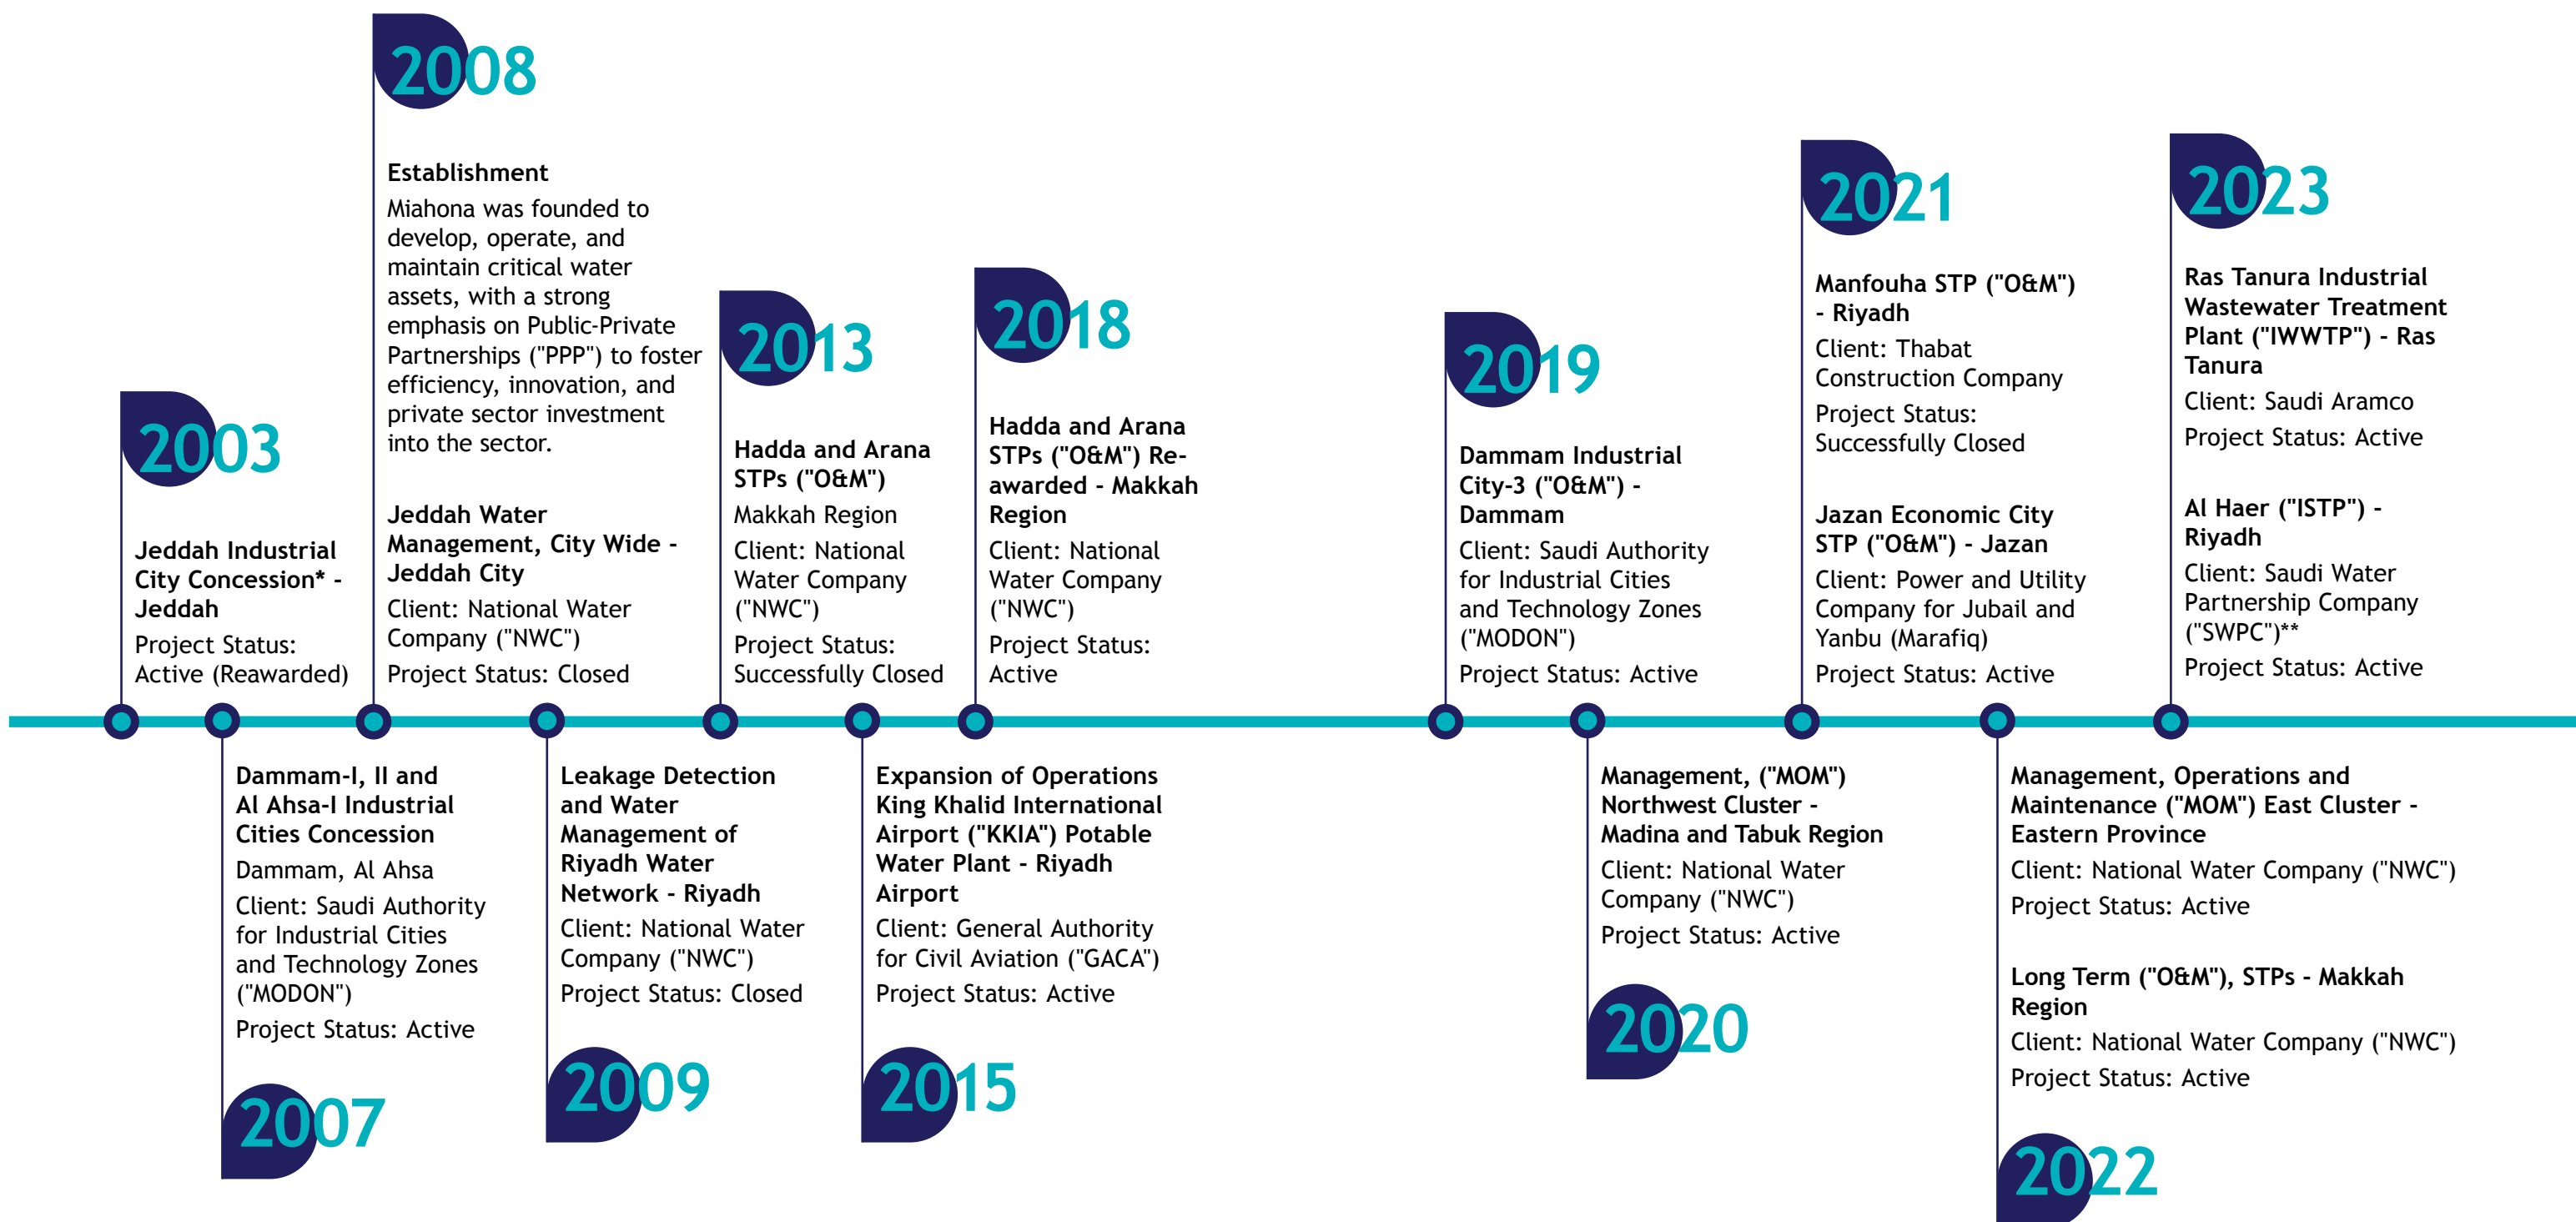 2003
Jeddah Industrial
City Concession* -
Jeddah
Project Status:
Active (Reawarded)
Dammam-I, II and
Al Ahsa-I Industrial
Cities Concession
Dammam, Al Ahsa
Client: Saudi Authority
for Industrial Cities
and Technology Zones
("MODON")
Project Status: Active
2007
2008
Establishment
Miahona was founded to
develop, operate, and
maintain critical water
assets, with a strong
emphasis on Public-Private
Partnerships ("PPP") to foster
efficiency, innovation, and
private sector investment
into the sector.
Jeddah Water
Management, City Wide -
Jeddah City
Client: National Water
Company ("NWC")
Project Status: Closed
Leakage Detection
and Water
Management of
Riyadh Water
Network - Riyadh
Client: National Water
Company ("NWC")
Project Status: Closed
2009
2013
Hadda and Arana
STPs ("O&M")
Makkah Region
Client: National
Water Company
("NWC")
Project Status:
Successfully Closed
Expansion of Operations
King Khalid International
Airport ("KKIA") Potable
Water Plant - Riyadh
Airport
Client: General Authority
for Civil Aviation ("GACA")
Project Status: Active
2015
2018
Hadda and Arana
STPs ("O&M") Re-
awarded - Makkah
Region
Client: National
Water Company
("NWC")
Project Status:
Active
2019
Dammam Industrial
City-3 ("O&M") -
Dammam
Client: Saudi Authority
for Industrial Cities
and Technology Zones
("MODON")
Project Status: Active
Management, ("MOM")
Northwest Cluster -
Madina and Tabuk Region
Client: National Water
Company ("NWC")
Project Status: Active
2020
2021
Manfouha STP ("O&M")
- Riyadh
Client: Thabat
Construction Company
Project Status:
Successfully Closed
Jazan Economic City
STP ("O&M") - Jazan
Client: Power and Utility
Company for Jubail and
Yanbu (Marafiq)
Project Status: Active
Management, Operations and
Maintenance ("MOM") East Cluster -
Eastern Province
Client: National Water Company ("NWC")
Project Status: Active
Long Term ("O&M"), STPs - Makkah
Region
Client: National Water Company ("NWC")
Project Status: Active
2022
2023
Ras Tanura Industrial
Wastewater Treatment
Plant ("IWWTP") - Ras
Tanura
Client: Saudi Aramco
Project Status: Active
Al Haer ("ISTP") -
Riyadh
Client: Saudi Water
Partnership Company
("SWPC")**
Project Status: Active